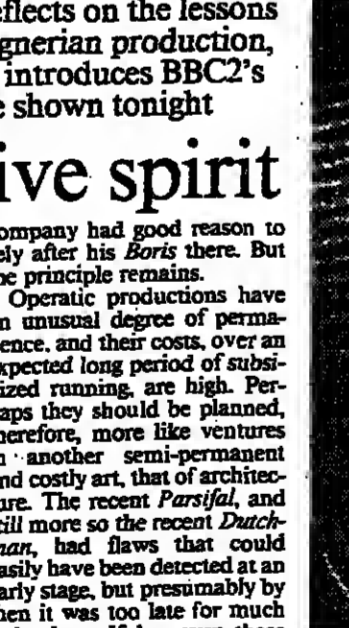 eflects on the lessons
gnerian production,
introduces BBC2's
e shown tonight
ive spirit
ompany had good reason to
ely after his Boris there. But
e principle remains.
Operatic productions have
n unusual degree of perma-
ence, and their costs, over an
xpected long period of subsi-
ized running, are high. Per-
aps they should be planned,
herefore, more like ventures
n another semi-permanent
nd costly art, that of architec-
ure. The recent Parsifal, and
till more so the recent Dutch-
man, had flaws that could
asily have been detected at an
arly stage, but presumably by
hen it was too late for much